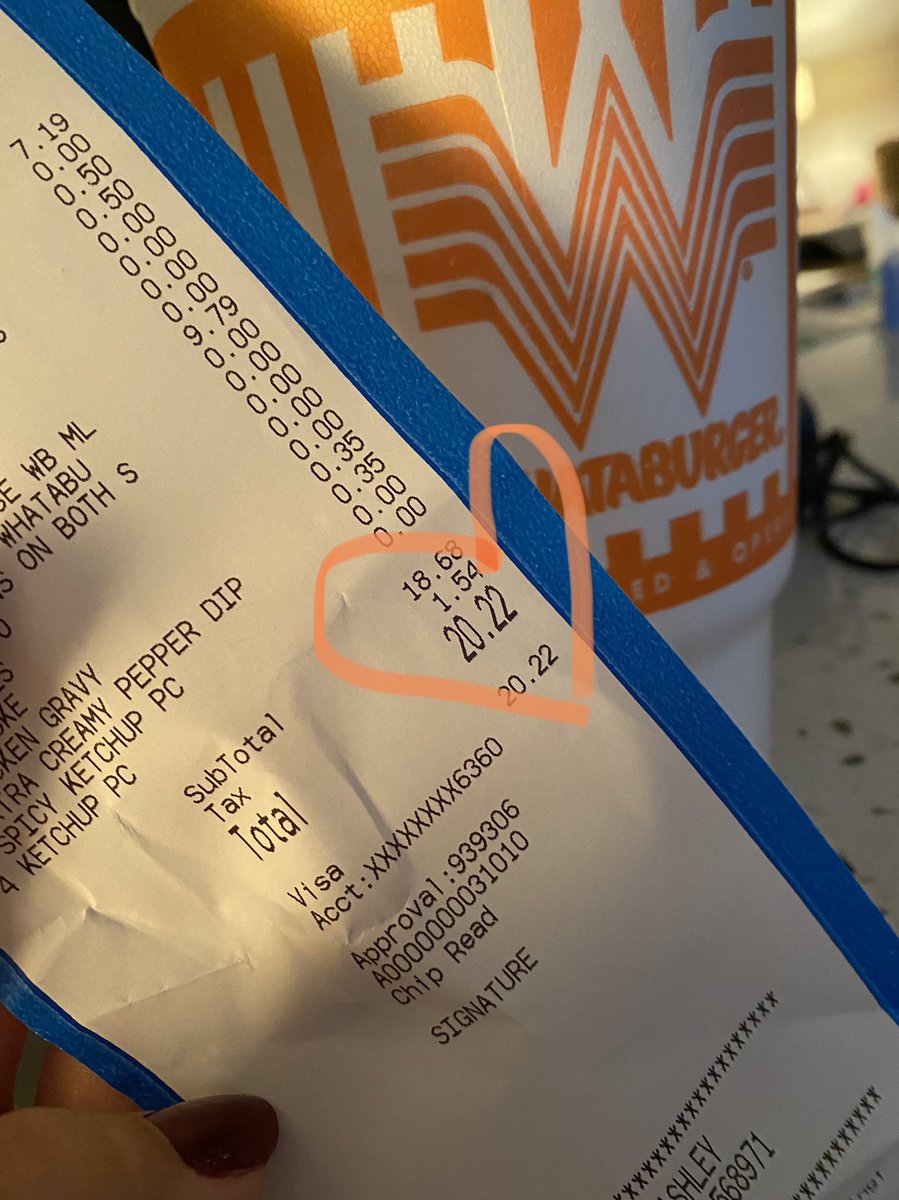 7.19
0.00
0.50
0.50
0.00
0.00
0.00
0.00
9.79
0.00
WB ML 0.00
WHATABU 0.00
ON BOTH S 0.00
0.00
GRAVY 0.35
CREAMY PEPPER DIP 0.35
SPICY KETCHUP PC 0.00
4 KETCHUP PC 0.00
SubTotal 18.68
Tax 1.54
Total 20.22
Visa 20.22
Acct:XXXXXXXX6360
Approval:939306
A0000000031010
Chip Read
SIGNATURE
WHATABURGER